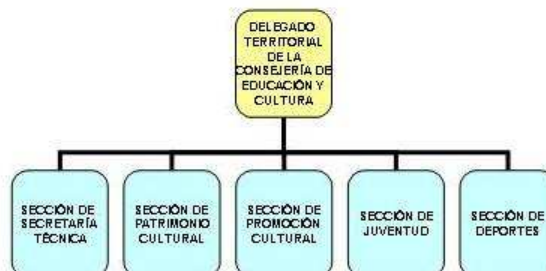 DELEGADO
TERRITORIAL
DE LA
CONSEJERÍA DE
EDUCACIÓN Y
CULTURA
SECCIÓN DE
SECRETARÍA
TÉCNICA
SECCIÓN DE
PATRIMONIO
CULTURAL
SECCIÓN DE
PROMOCIÓN
CULTURAL
SECCIÓN DE
JUVENTUD
SECCIÓN DE
DEPORTES